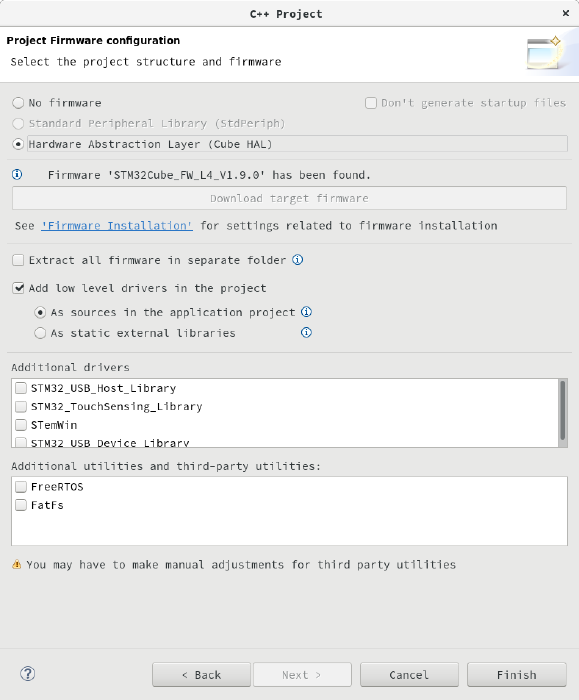 C++ Project
×
Project Firmware configuration
Select the project structure and firmware
No firmware
Don't generate startup files
Standard Peripheral Library (StdPeriph)
Hardware Abstraction Layer (Cube HAL)
Firmware 'STM32Cube_FW_L4_V1.9.0' has been found.
Download target firmware
See 'Firmware Installation' for settings related to firmware installation
Extract all firmware in separate folder
Add low level drivers in the project
As sources in the application project
As static external libraries
Additional drivers
STM32_USB_Host_Library
STM32_TouchSensing_Library
STemWin
STM32_USB_Device_Library
Additional utilities and third-party utilities:
FreeRTOS
FatFs
You may have to make manual adjustments for third party utilities
?
< Back
Next >
Cancel
Finish